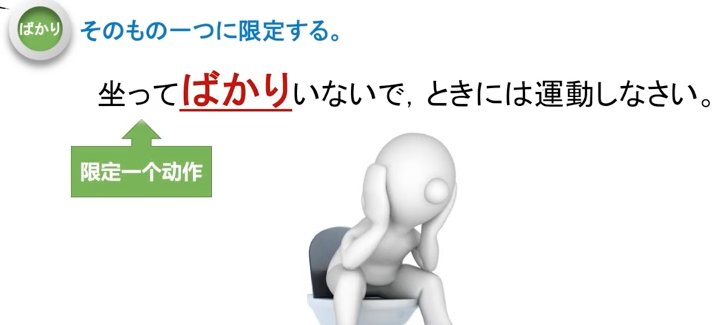 ばかり
そのもの一つに限定する。
坐ってばかりいないで，ときには運動しなさい。
限定一个动作